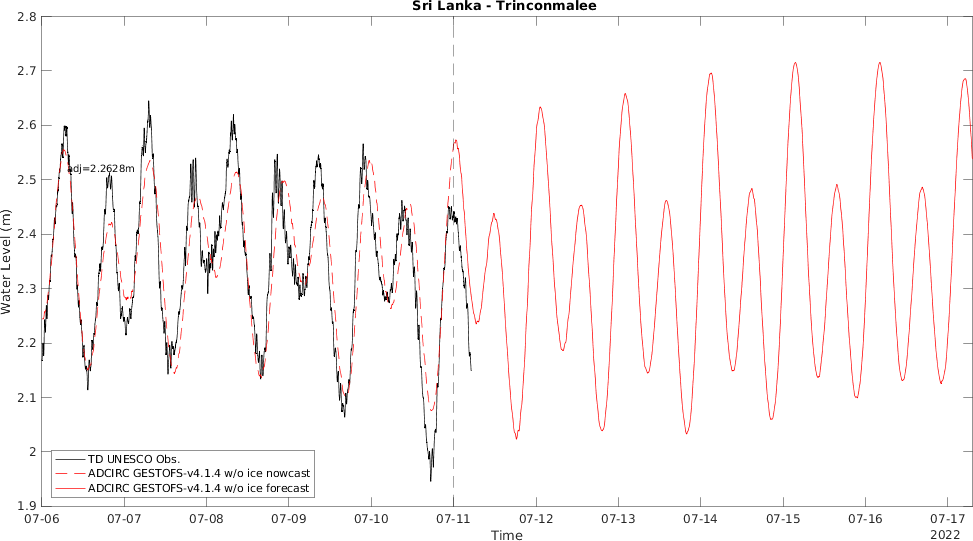 Sri Lanka - Trinconmalee
2.8
2.7
2.6
2.5
2.4
2.3
2.2
2.1
2
1.9
Water Level (m)
adj=2.2628m
TD UNESCO Obs.
ADCIRC GESTOFS-v4.1.4 w/o ice nowcast
ADCIRC GESTOFS-v4.1.4 w/o ice forecast
07-06 07-07 07-08 07-09 07-10 07-11 07-12 07-13 07-14 07-15 07-16 07-17
Time
2022